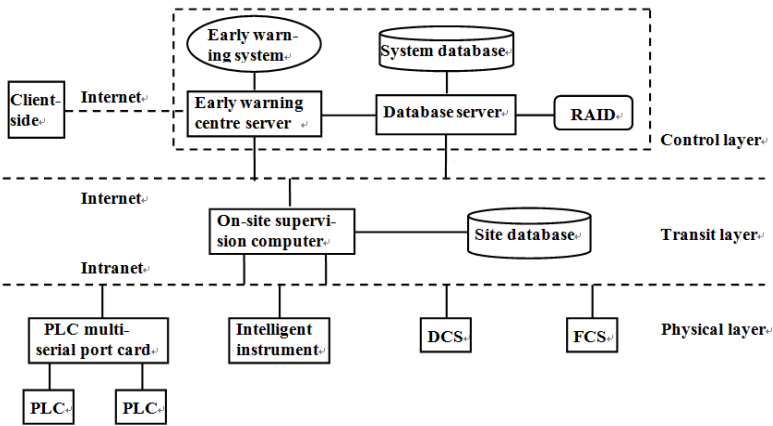 Early warn-
ing system
System database
Client-
side
Internet
Early warning
centre server
Database server
RAID
Control layer
Internet
On-site supervi-
sion computer
Site database
Transit layer
Intranet
PLC multi-
serial port card
Intelligent
instrument
DCS
FCS
Physical layer
PLC
PLC